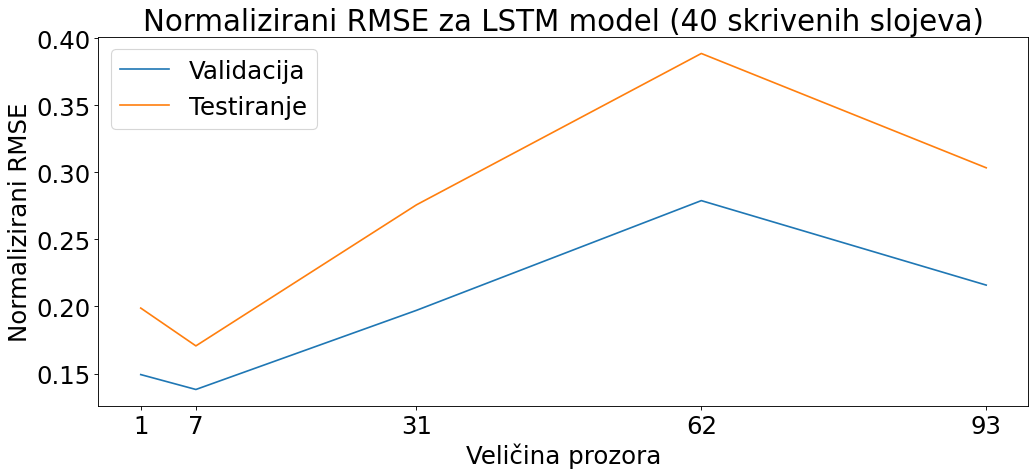 Normalizirani RMSE za LSTM model (40 skrivenih slojeva)
Normalizirani RMSE
0.40
0.35
0.30
0.25
0.20
0.15
Validacija
Testiranje
1 7 31 62 93
Veličina prozora